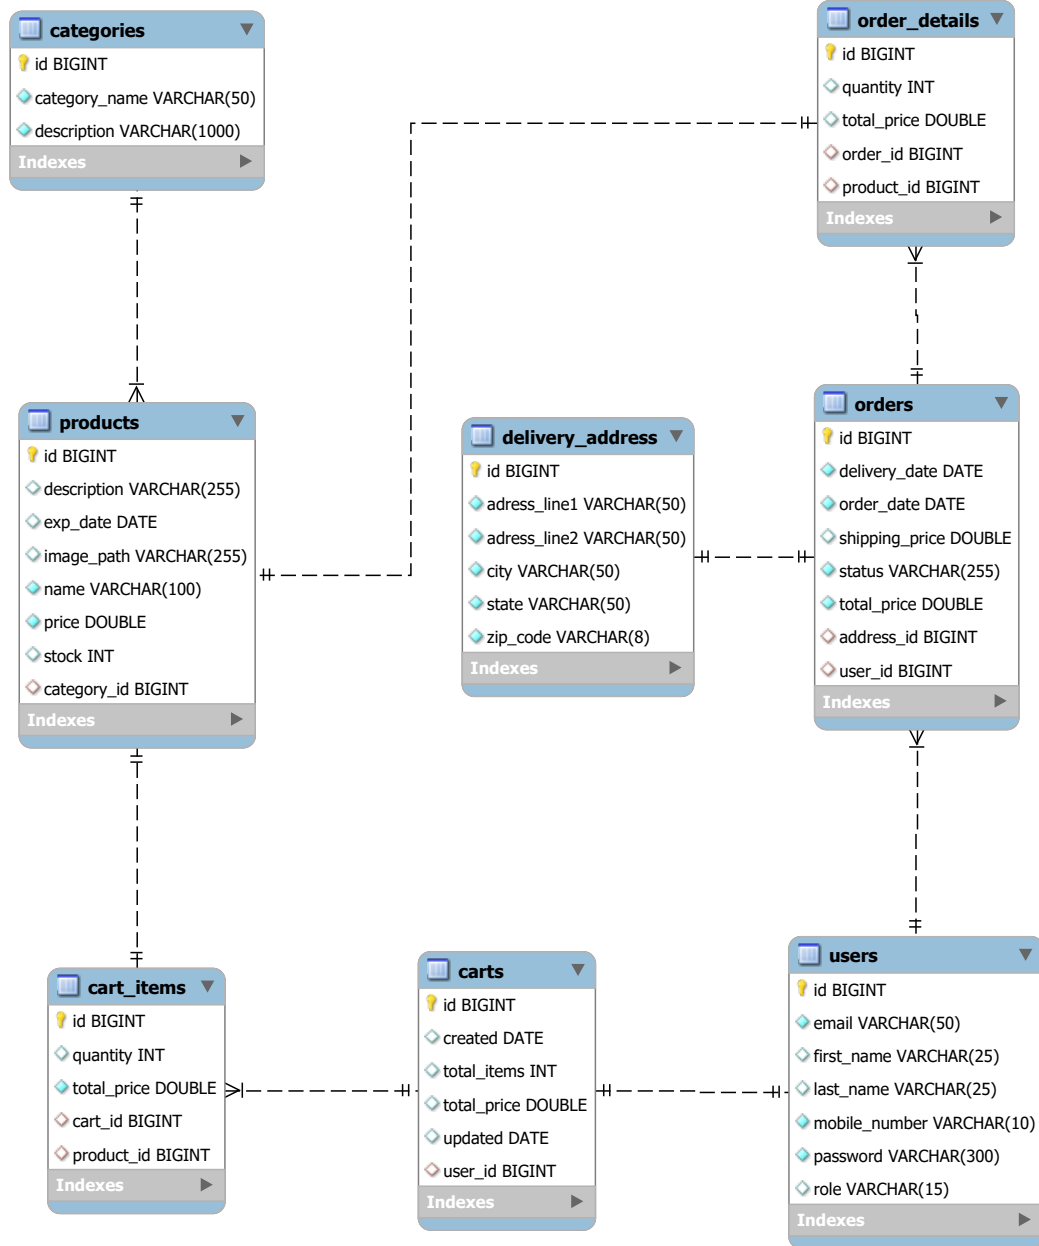 categories
id BIGINT
category_name VARCHAR(50)
description VARCHAR(1000)
Indexes
order_details
id BIGINT
quantity INT
total_price DOUBLE
order_id BIGINT
product_id BIGINT
Indexes
products
id BIGINT
description VARCHAR(255)
exp_date DATE
image_path VARCHAR(255)
name VARCHAR(100)
price DOUBLE
stock INT
category_id BIGINT
Indexes
delivery_address
id BIGINT
adress_line1 VARCHAR(50)
adress_line2 VARCHAR(50)
city VARCHAR(50)
state VARCHAR(50)
zip_code VARCHAR(8)
Indexes
orders
id BIGINT
delivery_date DATE
order_date DATE
shipping_price DOUBLE
status VARCHAR(255)
total_price DOUBLE
address_id BIGINT
user_id BIGINT
Indexes
cart_items
id BIGINT
quantity INT
total_price DOUBLE
cart_id BIGINT
product_id BIGINT
Indexes
carts
id BIGINT
created DATE
total_items INT
total_price DOUBLE
updated DATE
user_id BIGINT
Indexes
users
id BIGINT
email VARCHAR(50)
first_name VARCHAR(25)
last_name VARCHAR(25)
mobile_number VARCHAR(10)
password VARCHAR(300)
role VARCHAR(15)
Indexes